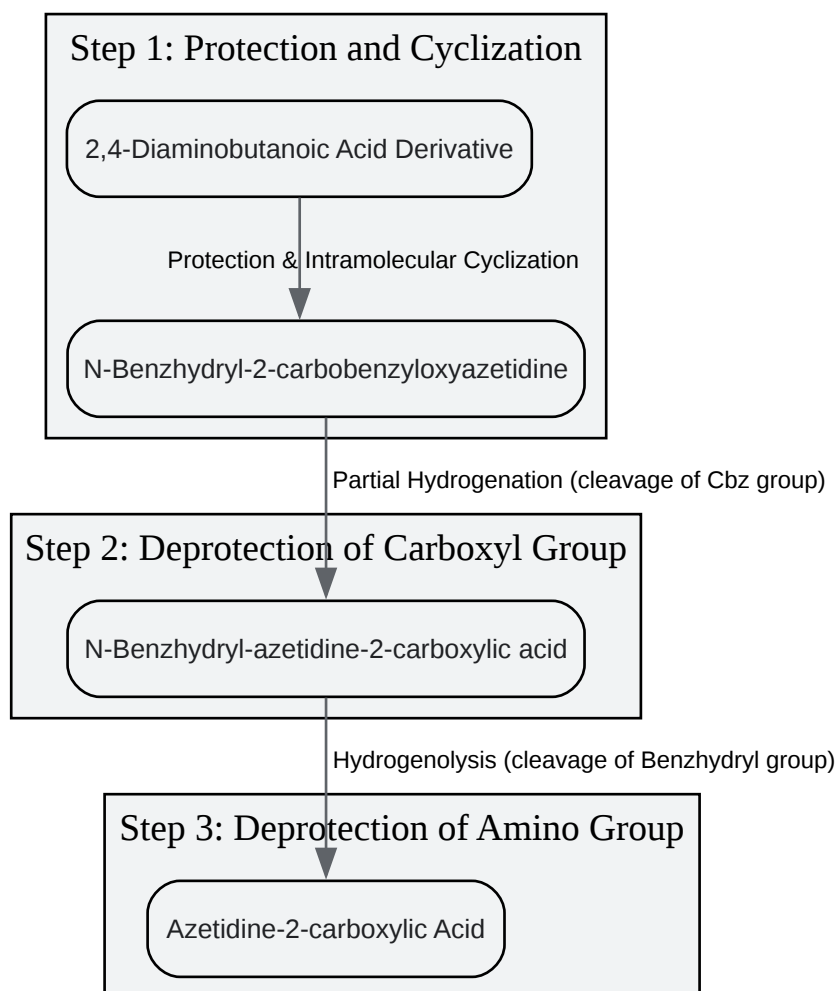 Step 1: Protection and Cyclization
2,4-Diaminobutanoic Acid Derivative
Protection & Intramolecular Cyclization
N-Benzhydryl-2-carbobenzyloxyazetidine
Partial Hydrogenation (cleavage of Cbz group)
Step 2: Deprotection of Carboxyl Group
N-Benzhydryl-azetidine-2-carboxylic acid
Hydrogenolysis (cleavage of Benzhydryl group)
Step 3: Deprotection of Amino Group
Azetidine-2-carboxylic Acid